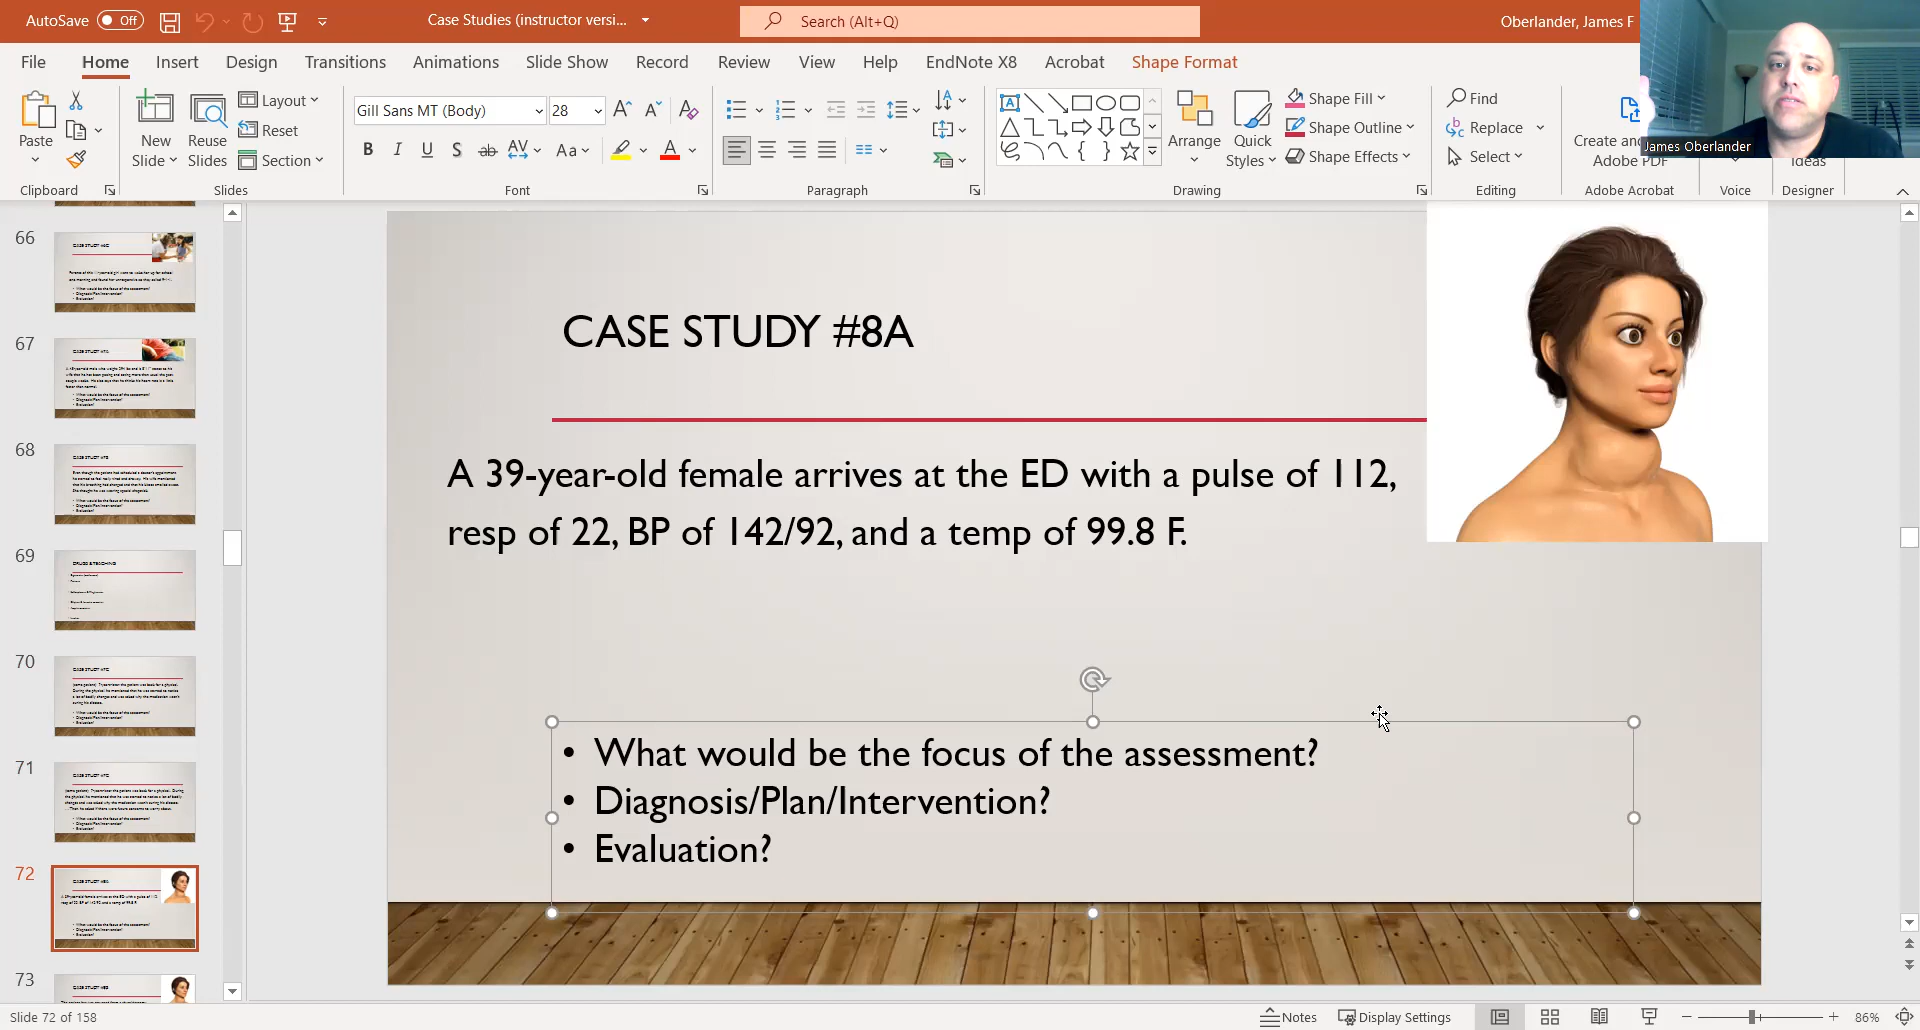 AutoSave Off Case Studies (instructor versi... Search (Alt+Q) Oberlander, James F
File Home Insert Design Transitions Animations Slide Show Record Review View Help EndNote X8 Acrobat Shape Format
Paste
New
Slide
Reuse
Slides
Layout
Reset
Section
Gill Sans MT (Body) 28
B I U S ab AV Aa A
Arrange
Quick
Styles
Shape Fill
Shape Outline
Shape Effects
Find
Replace
Select
Create and
Adobe PDF
Ideas
James Oberlander
Clipboard Slides Font Paragraph Drawing Editing Adobe Acrobat Voice Designer
66
67
68
69
70
71
72
73
CASE STUDY #8A
A 39-year-old female arrives at the ED with a pulse of 112,
resp of 22, BP of 142/92, and a temp of 99.8 F.
• What would be the focus of the assessment?
• Diagnosis/Plan/Intervention?
• Evaluation?
Slide 72 of 158 Notes Display Settings 86%